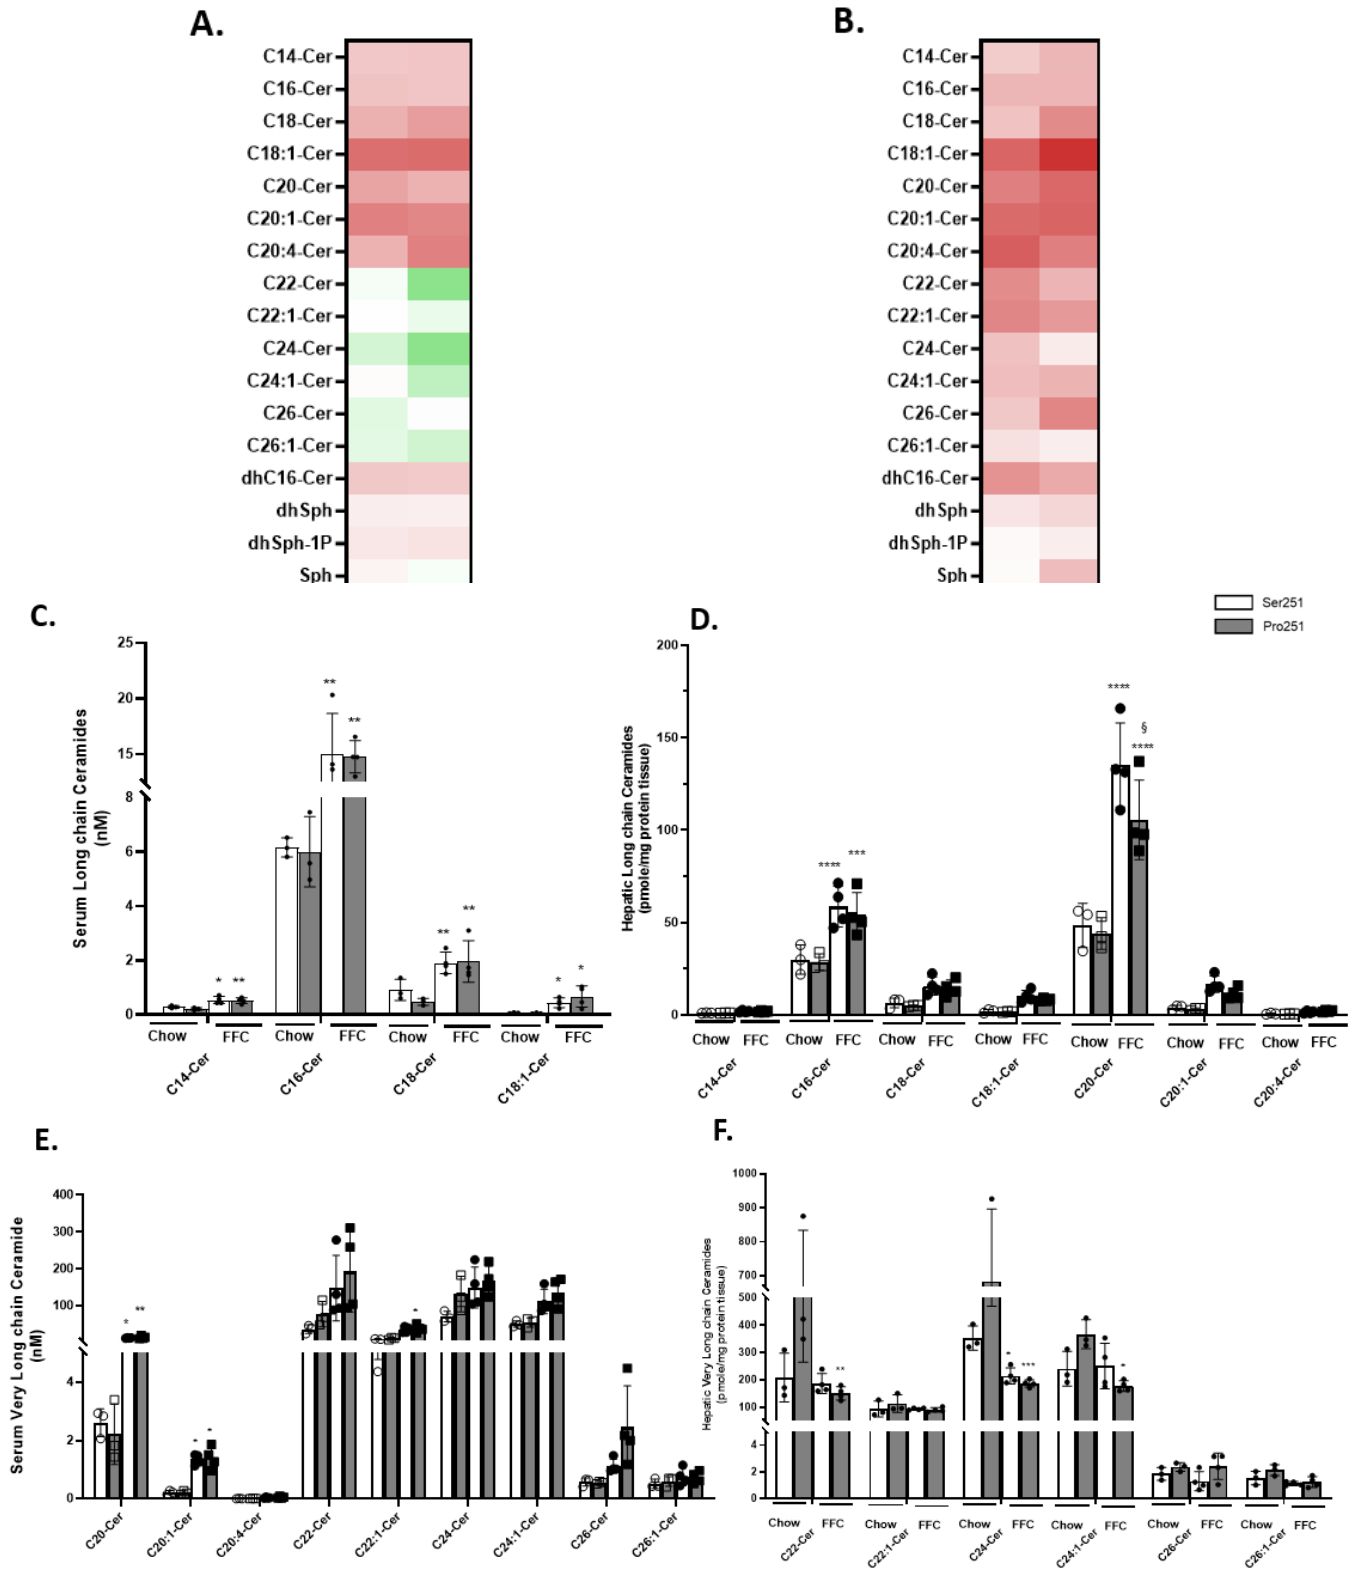 A.
C14-Cer
C16-Cer
C18-Cer
C18:1-Cer
C20-Cer
C20:1-Cer
C20:4-Cer
C22-Cer
C22:1-Cer
C24-Cer
C24:1-Cer
C26-Cer
C26:1-Cer
dhC16-Cer
dhSph
dhSph-1P
Sph
B.
C14-Cer
C16-Cer
C18-Cer
C18:1-Cer
C20-Cer
C20:1-Cer
C20:4-Cer
C22-Cer
C22:1-Cer
C24-Cer
C24:1-Cer
C26-Cer
C26:1-Cer
dhC16-Cer
dhSph
dhSph-1P
Sph
Ser251
Pro251
C.
Serum Long chain Ceramides
(nM)
25
20
15
8
6
4
2
0
* **
** **
** **
* *
Chow FFC Chow FFC Chow FFC Chow FFC
C14-Cer C16-Cer C18-Cer C18:1-Cer
D.
Hepatic Long chain Ceramides
(pmole/mg protein tissue)
200
150
100
50
0
**** ***
****
§
****
Chow FFC Chow FFC Chow FFC Chow FFC Chow FFC Chow FFC Chow FFC
C14-Cer C16-Cer C18-Cer C18:1-Cer C20-Cer C20:1-Cer C20:4-Cer
E.
Serum Very Long chain Ceramide
(nM)
400
300
200
100
4
2
0
* **
* *
*
C20-Cer C20:1-Cer C20:4-Cer C22-Cer C22:1-Cer C24-Cer C24:1-Cer C26-Cer C26:1-Cer
F.
Hepatic Very Long chain Ceramides
(pmole/mg protein tissue)
1000
900
800
700
500
400
300
200
100
4
2
0
**
* ***
*
Chow FFC Chow FFC Chow FFC Chow FFC Chow FFC Chow FFC
C22-Cer C22:1-Cer C24-Cer C24:1-Cer C26-Cer C26:1-Cer